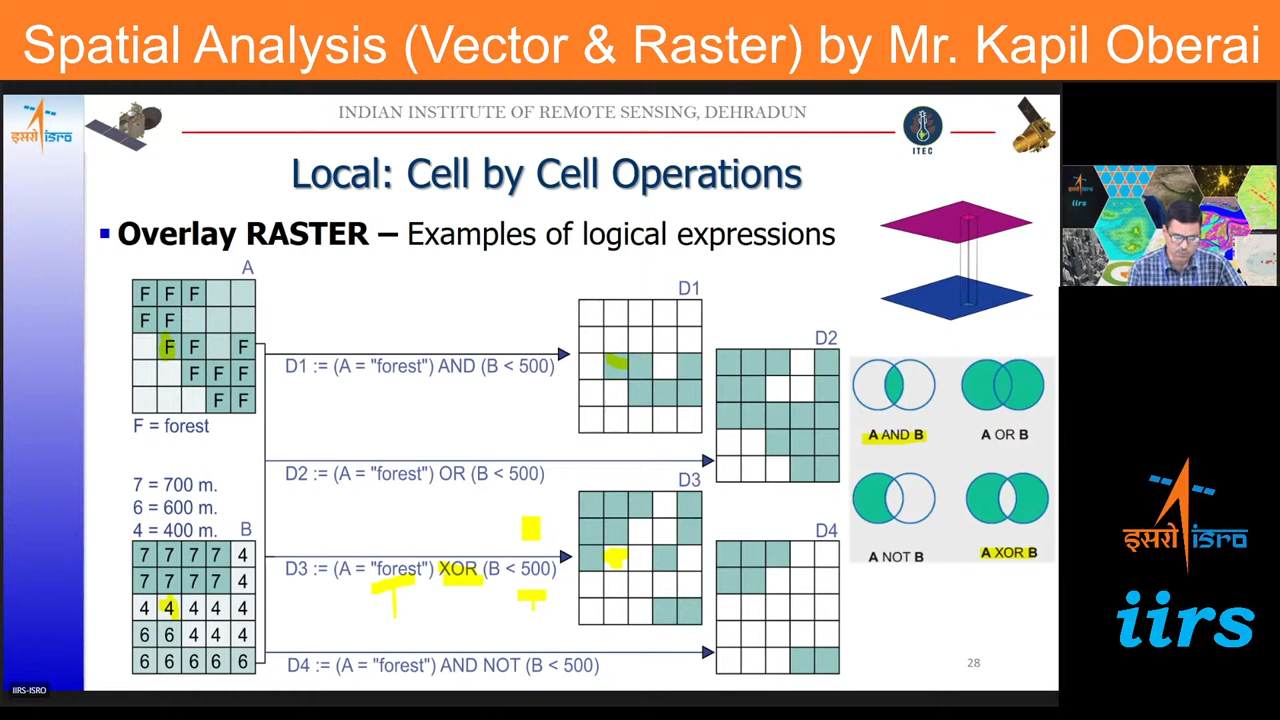 Spatial Analysis (Vector & Raster) by Mr. Kapil Oberai
इसरो isro
INDIAN INSTITUTE OF REMOTE SENSING, DEHRADUN
ITEC
Local: Cell by Cell Operations
Overlay RASTER – Examples of logical expressions
A
F F F
F F
F F F
F F F
F F
F = forest
7 = 700 m.
6 = 600 m.
4 = 400 m.
B
7 7 7 7 4
7 7 7 7 4
4 4 4 4 4
6 6 4 4 4
6 6 6 6 6
D1 := (A = "forest") AND (B < 500)
D1
D2 := (A = "forest") OR (B < 500)
D2
D3 := (A = "forest") XOR (B < 500)
D3
D4 := (A = "forest") AND NOT (B < 500)
D4
A AND B
A OR B
A NOT B
A XOR B
28
IIRS-ISRO
iirs
इसरो isro
iirs